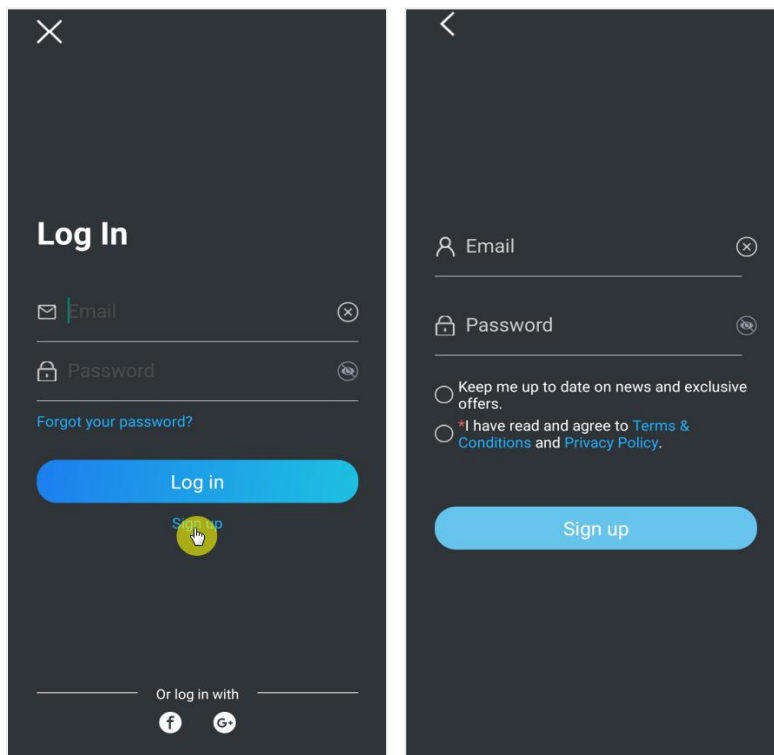 Log In
Email
Password
Forgot your password?
Log in
Sign up
Or log in with
f G+
Email
Password
Keep me up to date on news and exclusive
offers.
*I have read and agree to Terms &
Conditions and Privacy Policy.
Sign up